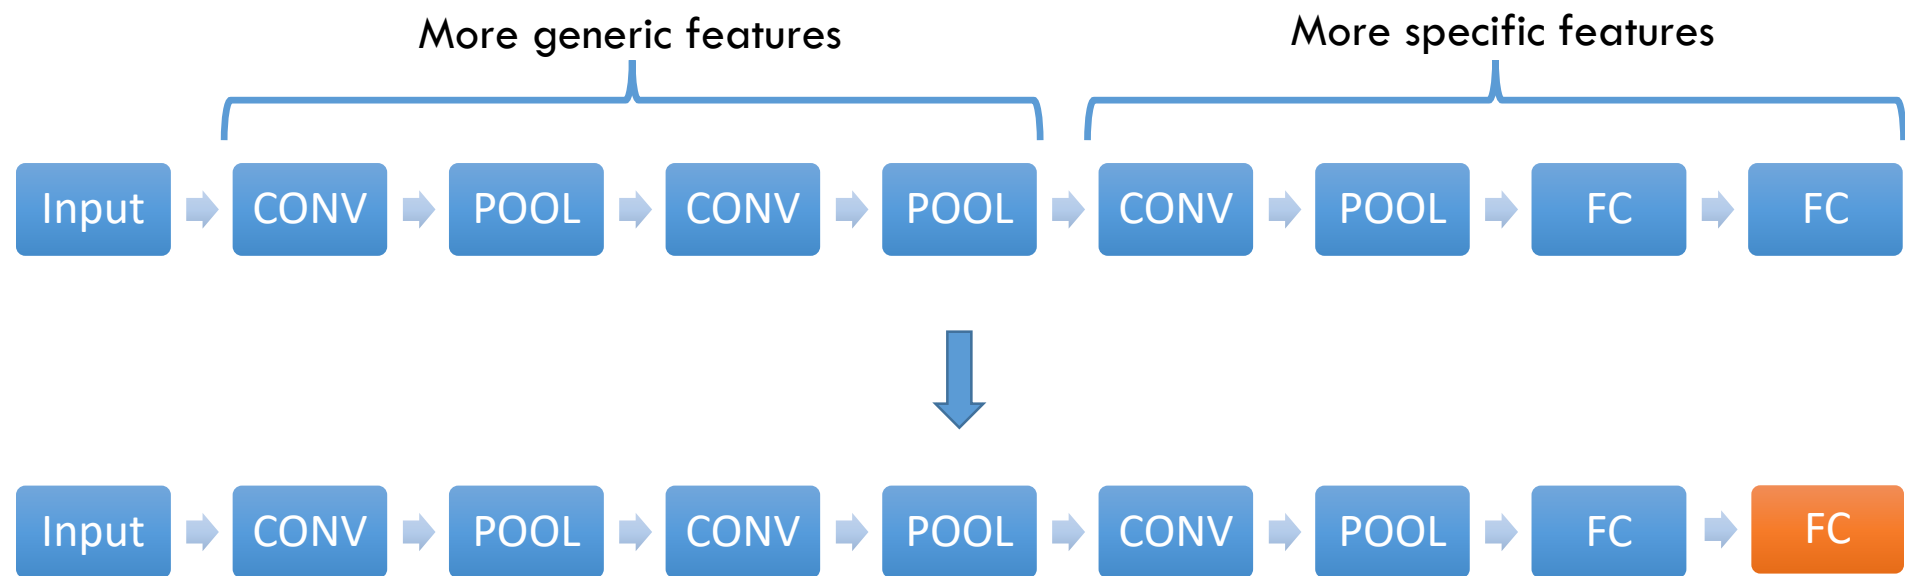 More generic features
More specific features
Input CONV POOL CONV POOL CONV POOL FC FC
Input CONV POOL CONV POOL CONV POOL FC FC